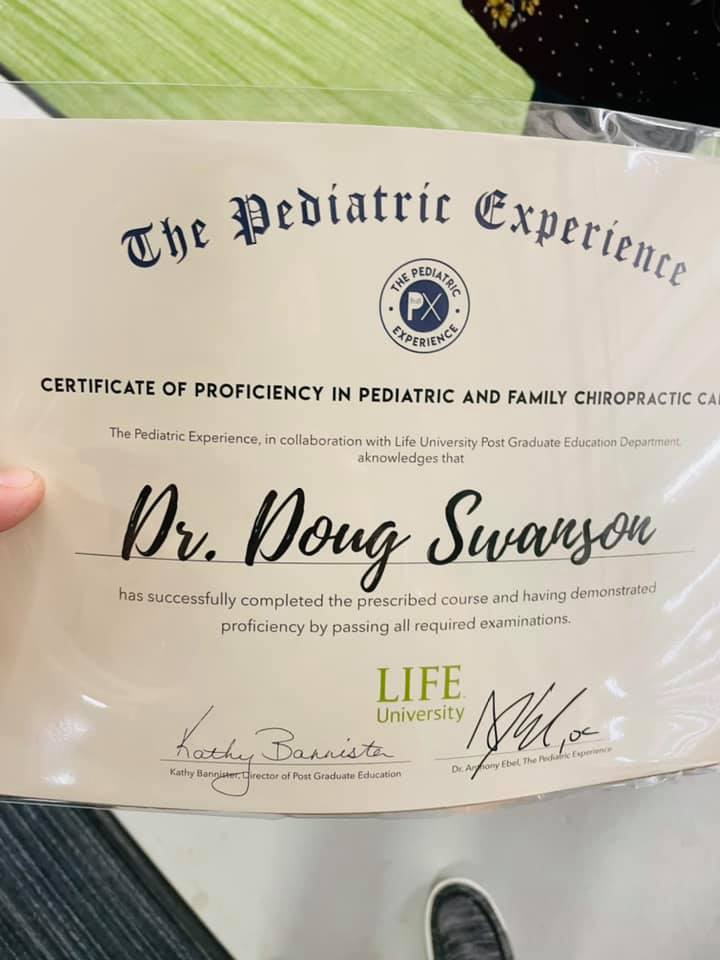 The Pediatric Experience
THE PEDIATRIC
PX
EXPERIENCE
CERTIFICATE OF PROFICIENCY IN PEDIATRIC AND FAMILY CHIROPRACTIC CA
The Pediatric Experience, in collaboration with Life University Post Graduate Education Department,
aknowledges that
Dr. Doug Swanson
has successfully completed the prescribed course and having demonstrated
proficiency by passing all required examinations.
LIFE
University
Kathy Bannister
Kathy Bannister, Director of Post Graduate Education
Dr. Anthony Ebel, The Pediatric Experience